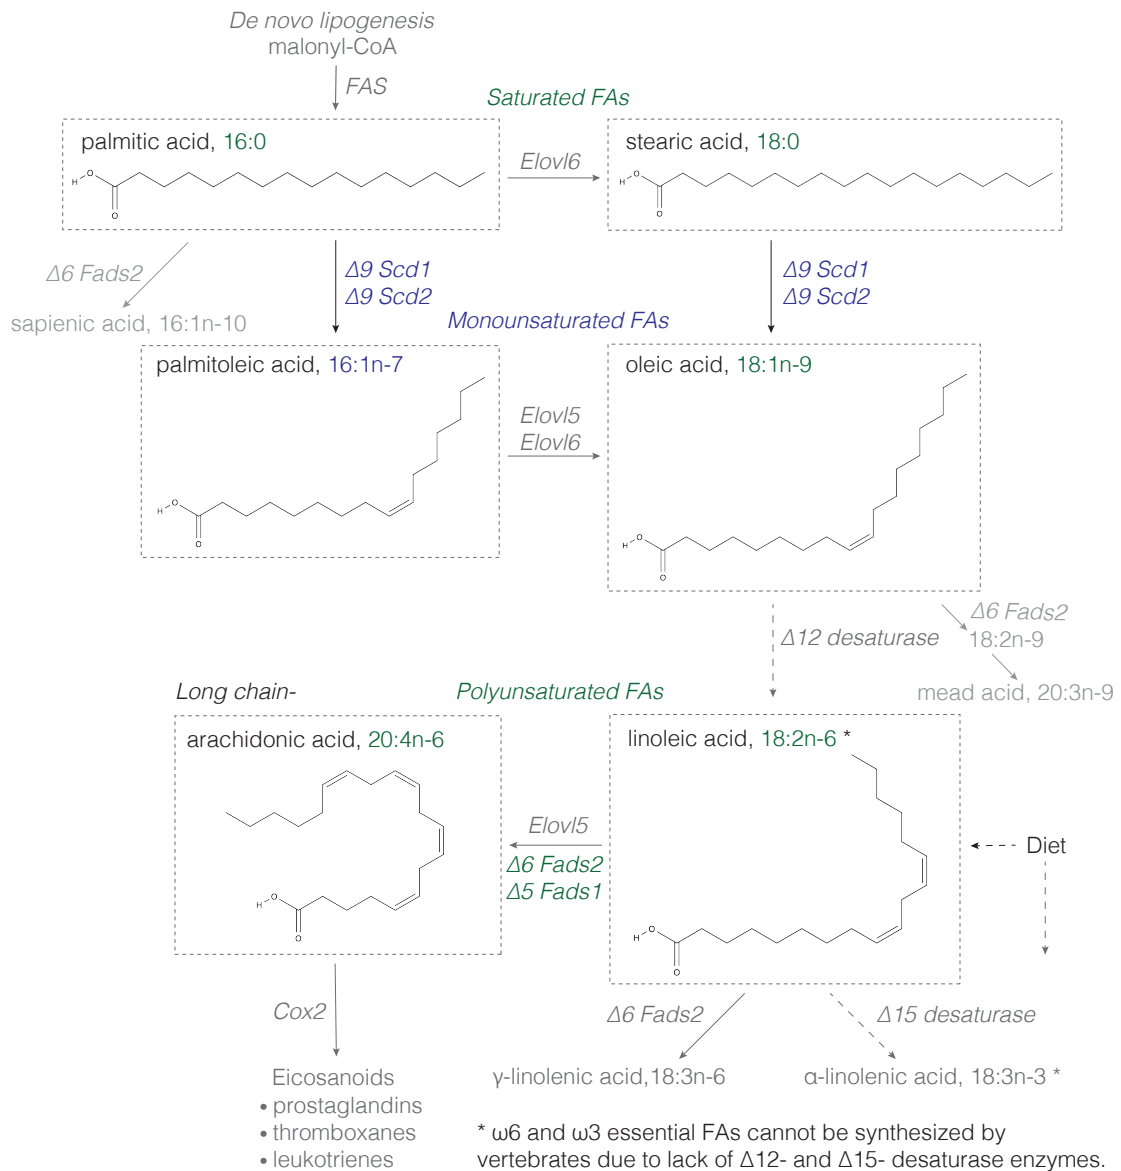 De novo lipogenesis
malonyl-CoA
FAS
Saturated FAs
palmitic acid, 16:0
H O
O
Elovl6
stearic acid, 18:0
H O
O
Δ6 Fads2
Δ9 Scd1
Δ9 Scd2
Δ9 Scd1
Δ9 Scd2
sapienic acid, 16:1n-10
Monounsaturated FAs
palmitoleic acid, 16:1n-7
H O
O
Elovl5
Elovl6
oleic acid, 18:1n-9
H O
O
Δ12 desaturase
Δ6 Fads2
18:2n-9
mead acid, 20:3n-9
Long chain-
Polyunsaturated FAs
arachidonic acid, 20:4n-6
H O
O
Elovl5
Δ6 Fads2
Δ5 Fads1
linoleic acid, 18:2n-6 *
H O
O
Diet
Cox2
Δ6 Fads2
Δ15 desaturase
Eicosanoids
• prostaglandins
• thromboxanes
• leukotrienes
γ-linolenic acid,18:3n-6
α-linolenic acid, 18:3n-3 *
* ω6 and ω3 essential FAs cannot be synthesized by
vertebrates due to lack of Δ12- and Δ15- desaturase enzymes.